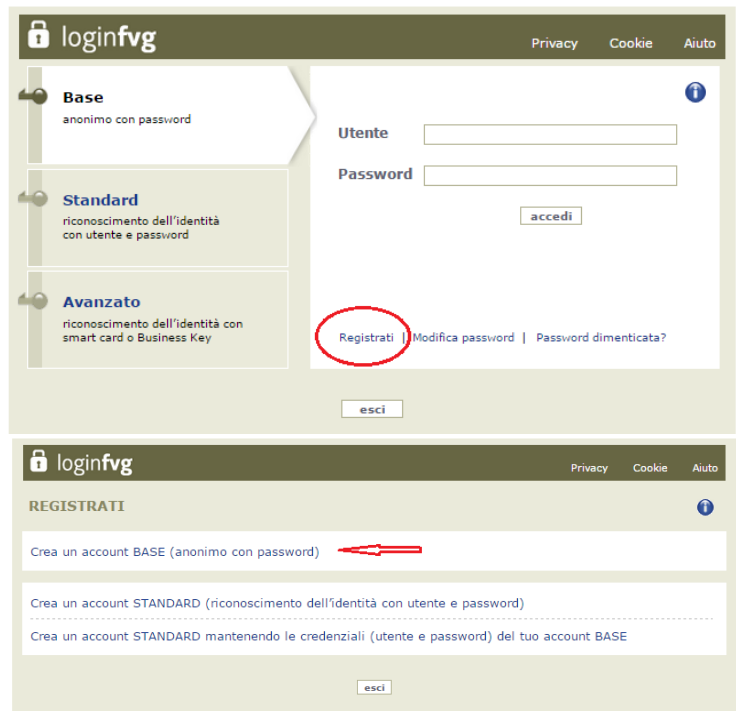 loginfvg
Privacy Cookie Aiuto
Base
anonimo con password
Standard
riconoscimento dell'identità
con utente e password
Avanzato
riconoscimento dell'identità con
smart card o Business Key
Utente
Password
accedi
Registrati | Modifica password | Password dimenticata?
esci
loginfvg
Privacy Cookie Aiuto
REGISTRATI
Crea un account BASE (anonimo con password)
Crea un account STANDARD (riconoscimento dell'identità con utente e password)
Crea un account STANDARD mantenendo le credenziali (utente e password) del tuo account BASE
esci